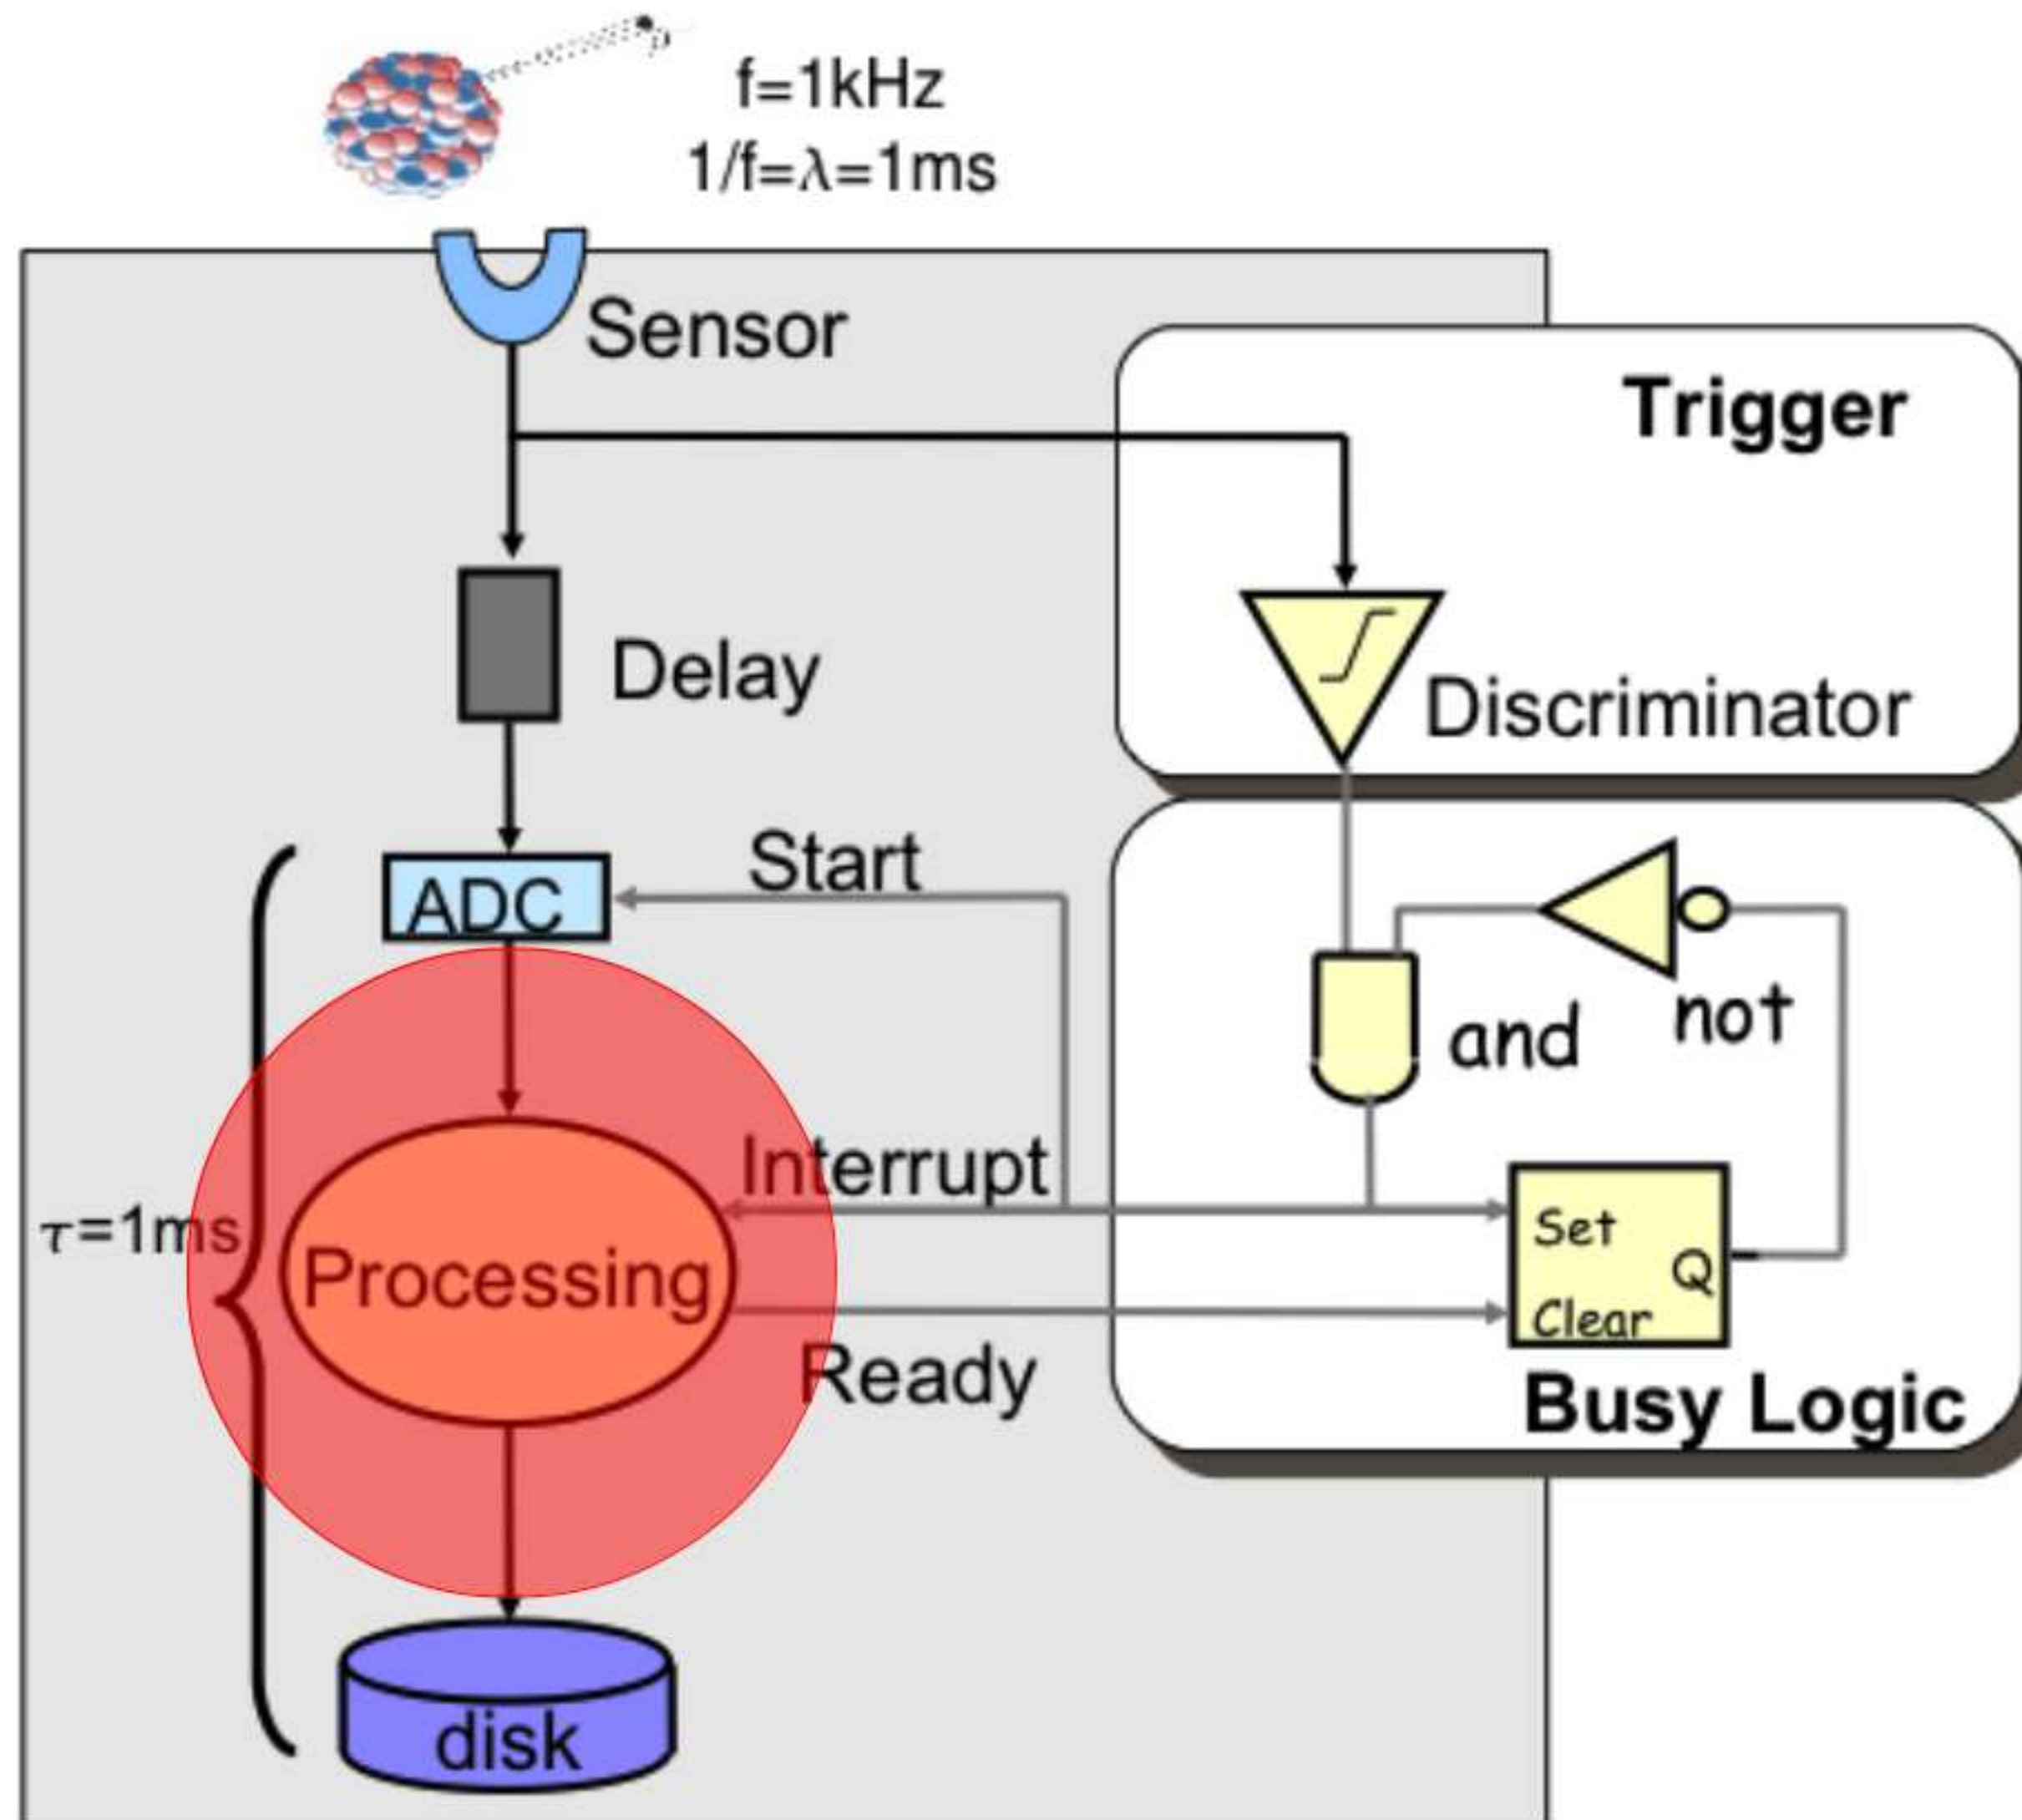 f=1kHz
1/f=λ=1ms
Sensor
Trigger
Delay
Discriminator
Start
ADC
and
not
Interrupt
τ=1ms
Processing
Set
Q
Clear
Ready
Busy Logic
disk